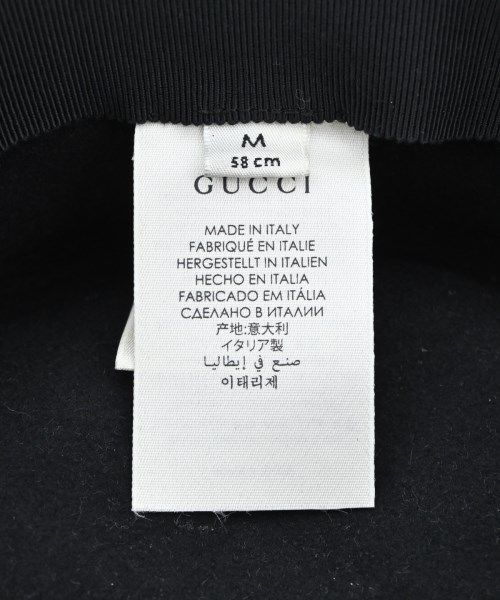 M
58 cm
GUCCI
MADE IN ITALY
FABRIQUÉ EN ITALIE
HERGESTELLT IN ITALIEN
HECHO EN ITALIA
FABRICADO EM ITÁLIA
СДЕЛАНО В ИТАЛИИ
产地:意大利
イタリア製
صنع في إيطاليا
이태리제